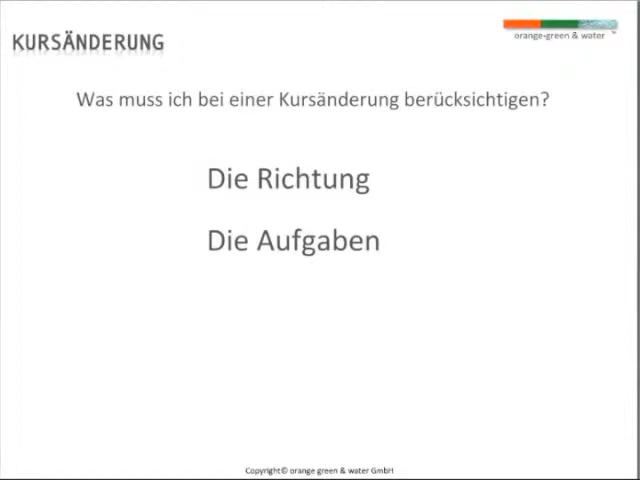 KURSÄNDERUNG
orange-green & water ™
Was muss ich bei einer Kursänderung berücksichtigen?
Die Richtung
Die Aufgaben
Copyright© orange green & water GmbH